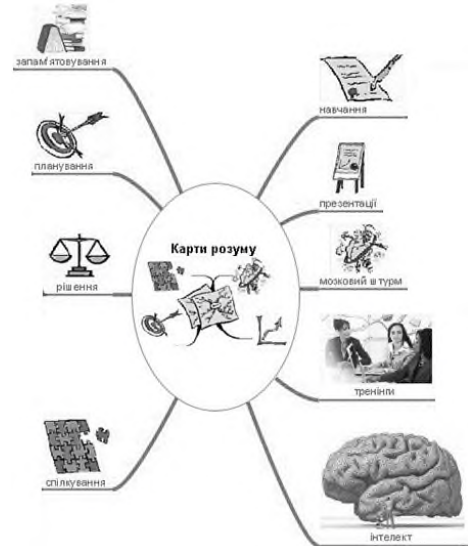 запам'ятовування
навчання
планування
презентації
Карти розуму
рішення
мозковий штурм
тренінги
спілкування
інтелект